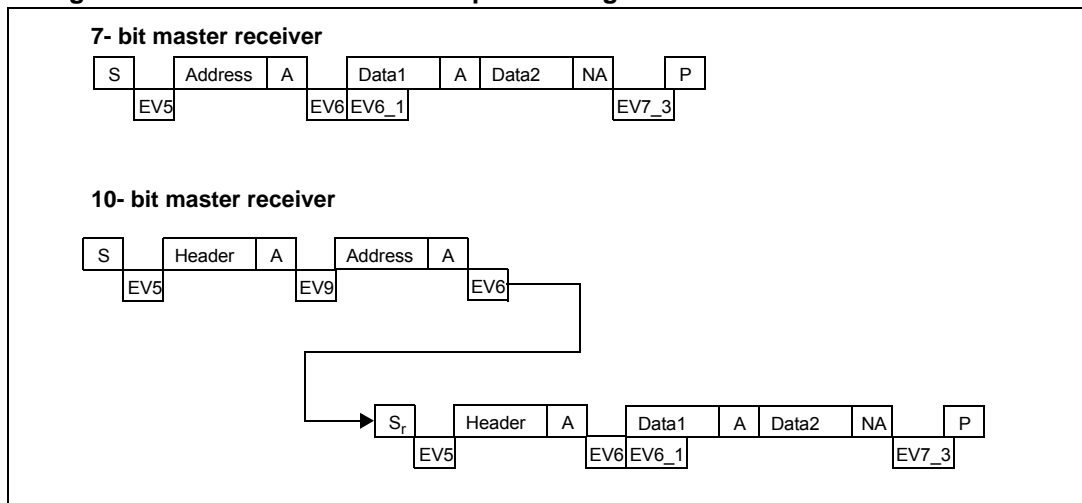 7- bit master receiver
S Address A Data1 A Data2 NA P
EV5 EV6 EV6_1 EV7_3
10- bit master receiver
S Header A Address A
EV5 EV9 EV6
Sr Header A Data1 A Data2 NA P
EV5 EV6 EV6_1 EV7_3